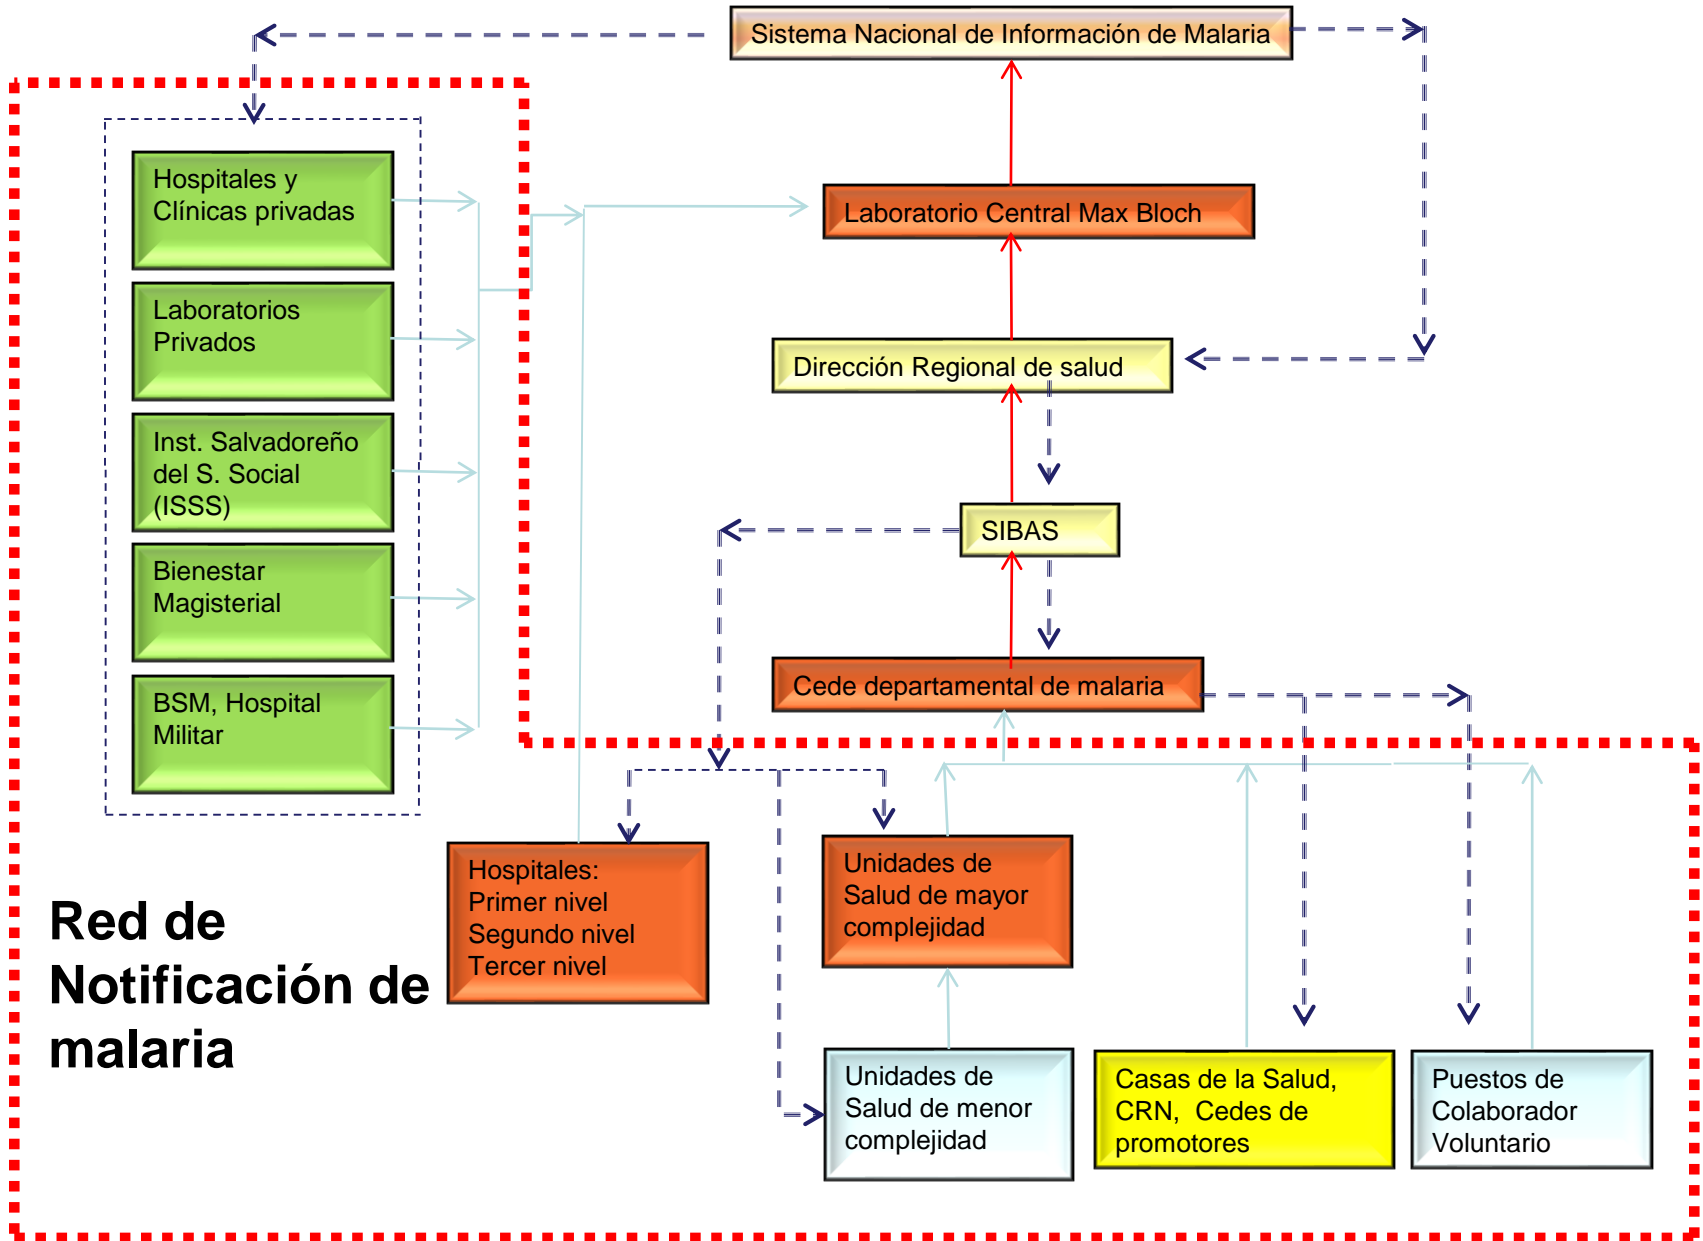 Sistema Nacional de Información de Malaria
Hospitales y
Clínicas privadas
Laboratorio Central Max Bloch
Laboratorios
Privados
Dirección Regional de salud
Inst. Salvadoreño
del S. Social
(ISSS)
SIBAS
Bienestar
Magisterial
Cede departamental de malaria
BSM, Hospital
Militar
Hospitales:
Primer nivel
Segundo nivel
Tercer nivel
Unidades de
Salud de mayor
complejidad
Red de
Notificación de
malaria
Unidades de
Salud de menor
complejidad
Casas de la Salud,
CRN,  Cedes de
promotores
Puestos de
Colaborador
Voluntario